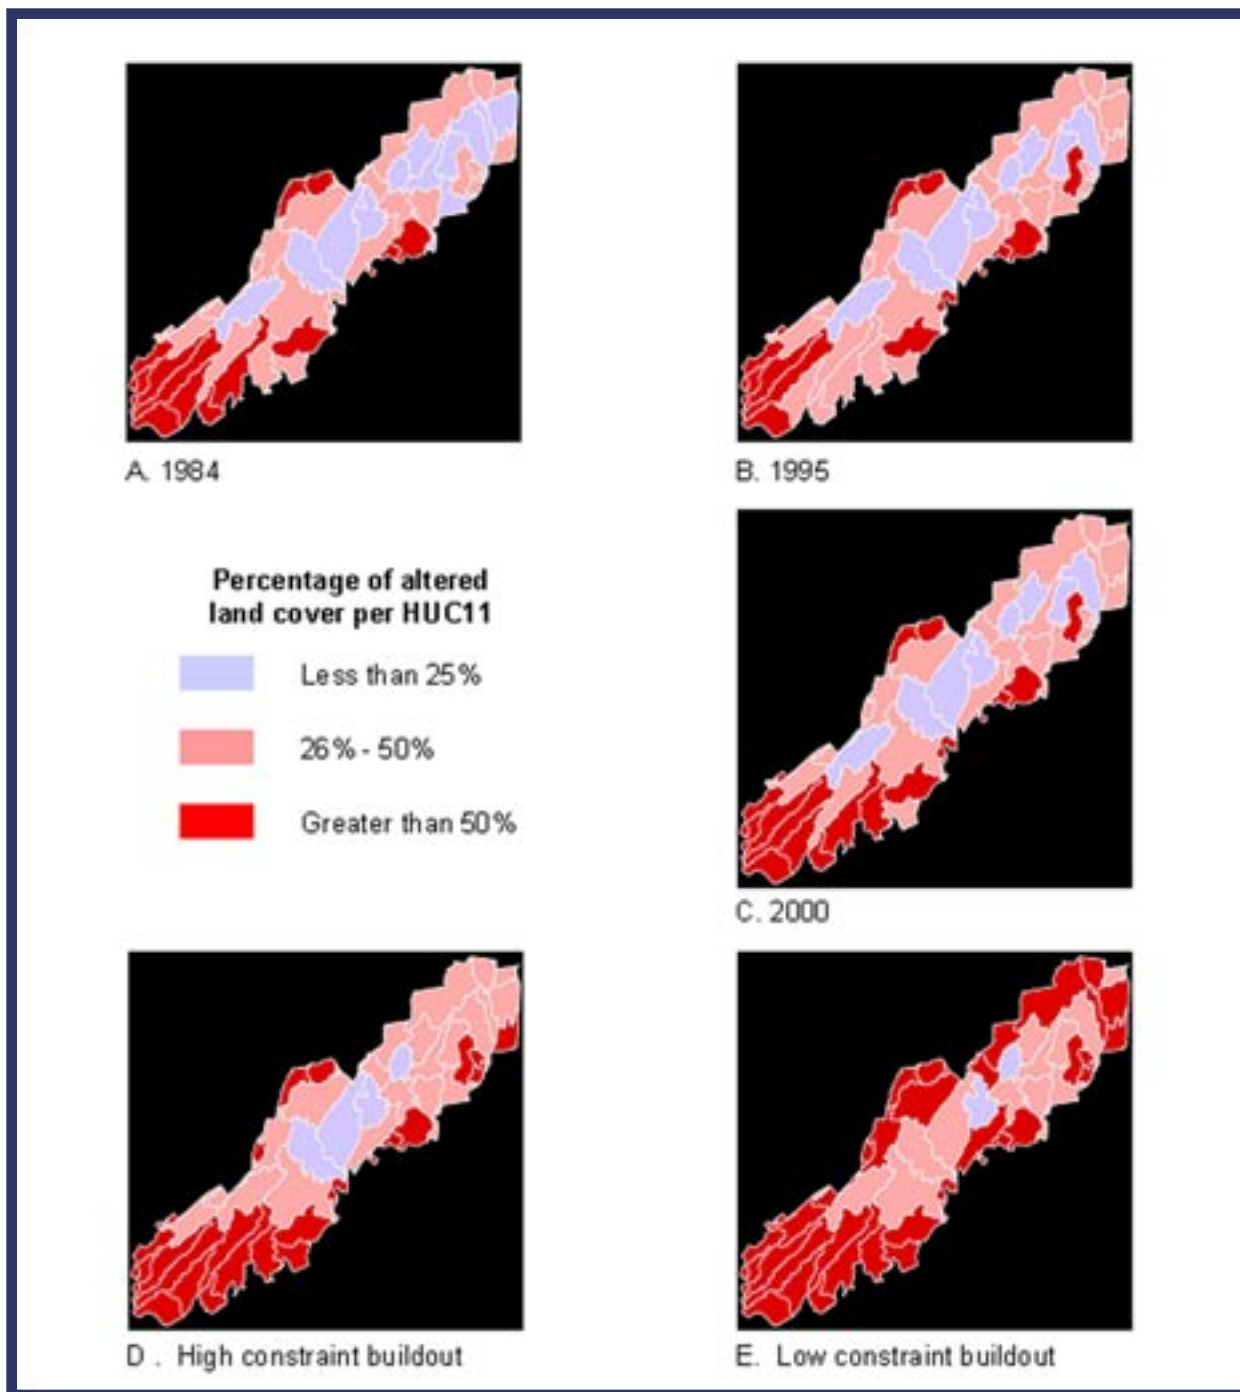 A. 1984
B. 1995
Percentage of altered
land cover per HUC11
Less than 25%
26% - 50%
Greater than 50%
C. 2000
D . High constraint buildout
E. Low constraint buildout